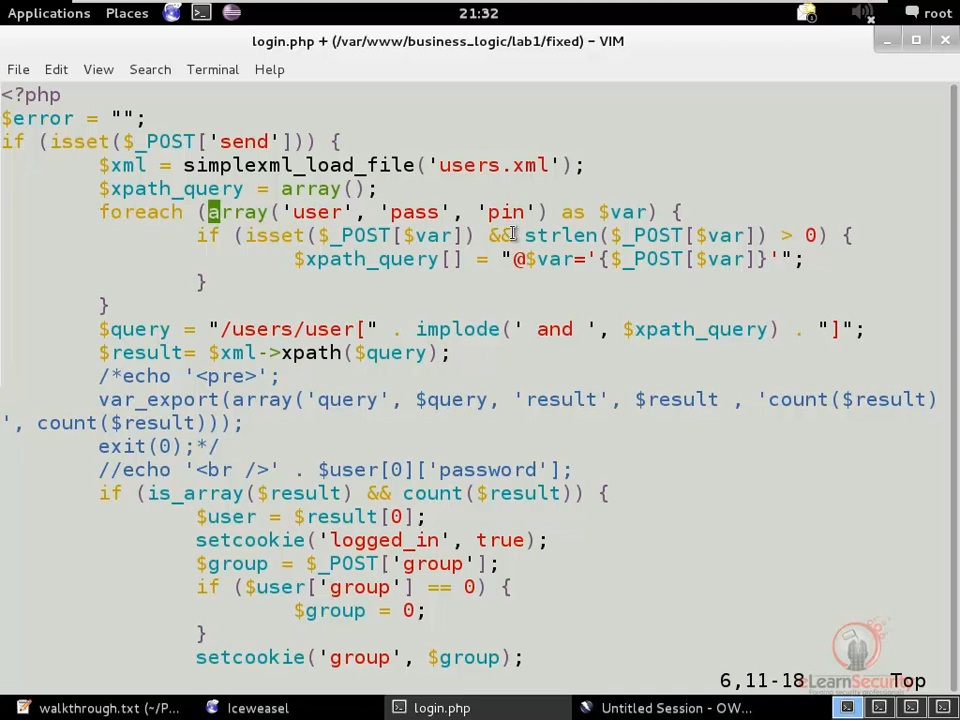 Applications Places 21:32 root
login.php + (/var/www/business_logic/lab1/fixed) – VIM
File Edit View Search Terminal Help
<?php
$error = "";
if (isset($_POST['send'])) {
$xml = simplexml_load_file('users.xml');
$xpath_query = array();
foreach (array('user', 'pass', 'pin') as $var) {
if (isset($_POST[$var]) && strlen($_POST[$var]) > 0) {
$xpath_query[] = "@$var='{$_POST[$var]}'";
}
}
$query = "/users/user[" . implode(' and ', $xpath_query) . "]";
$result= $xml->xpath($query);
/*echo '<pre>';
var_export(array('query', $query, 'result', $result , 'count($result)
', count($result)));
exit(0);*/
//echo '<br />' . $user[0]['password'];
if (is_array($result) && count($result)) {
$user = $result[0];
setcookie('logged_in', true);
$group = $_POST['group'];
if ($user['group'] == 0) {
$group = 0;
}
setcookie('group', $group);
6,11-18 Top
eLearnSecurity
walkthrough.txt (~/P... Iceweasel login.php Untitled Session - OW...